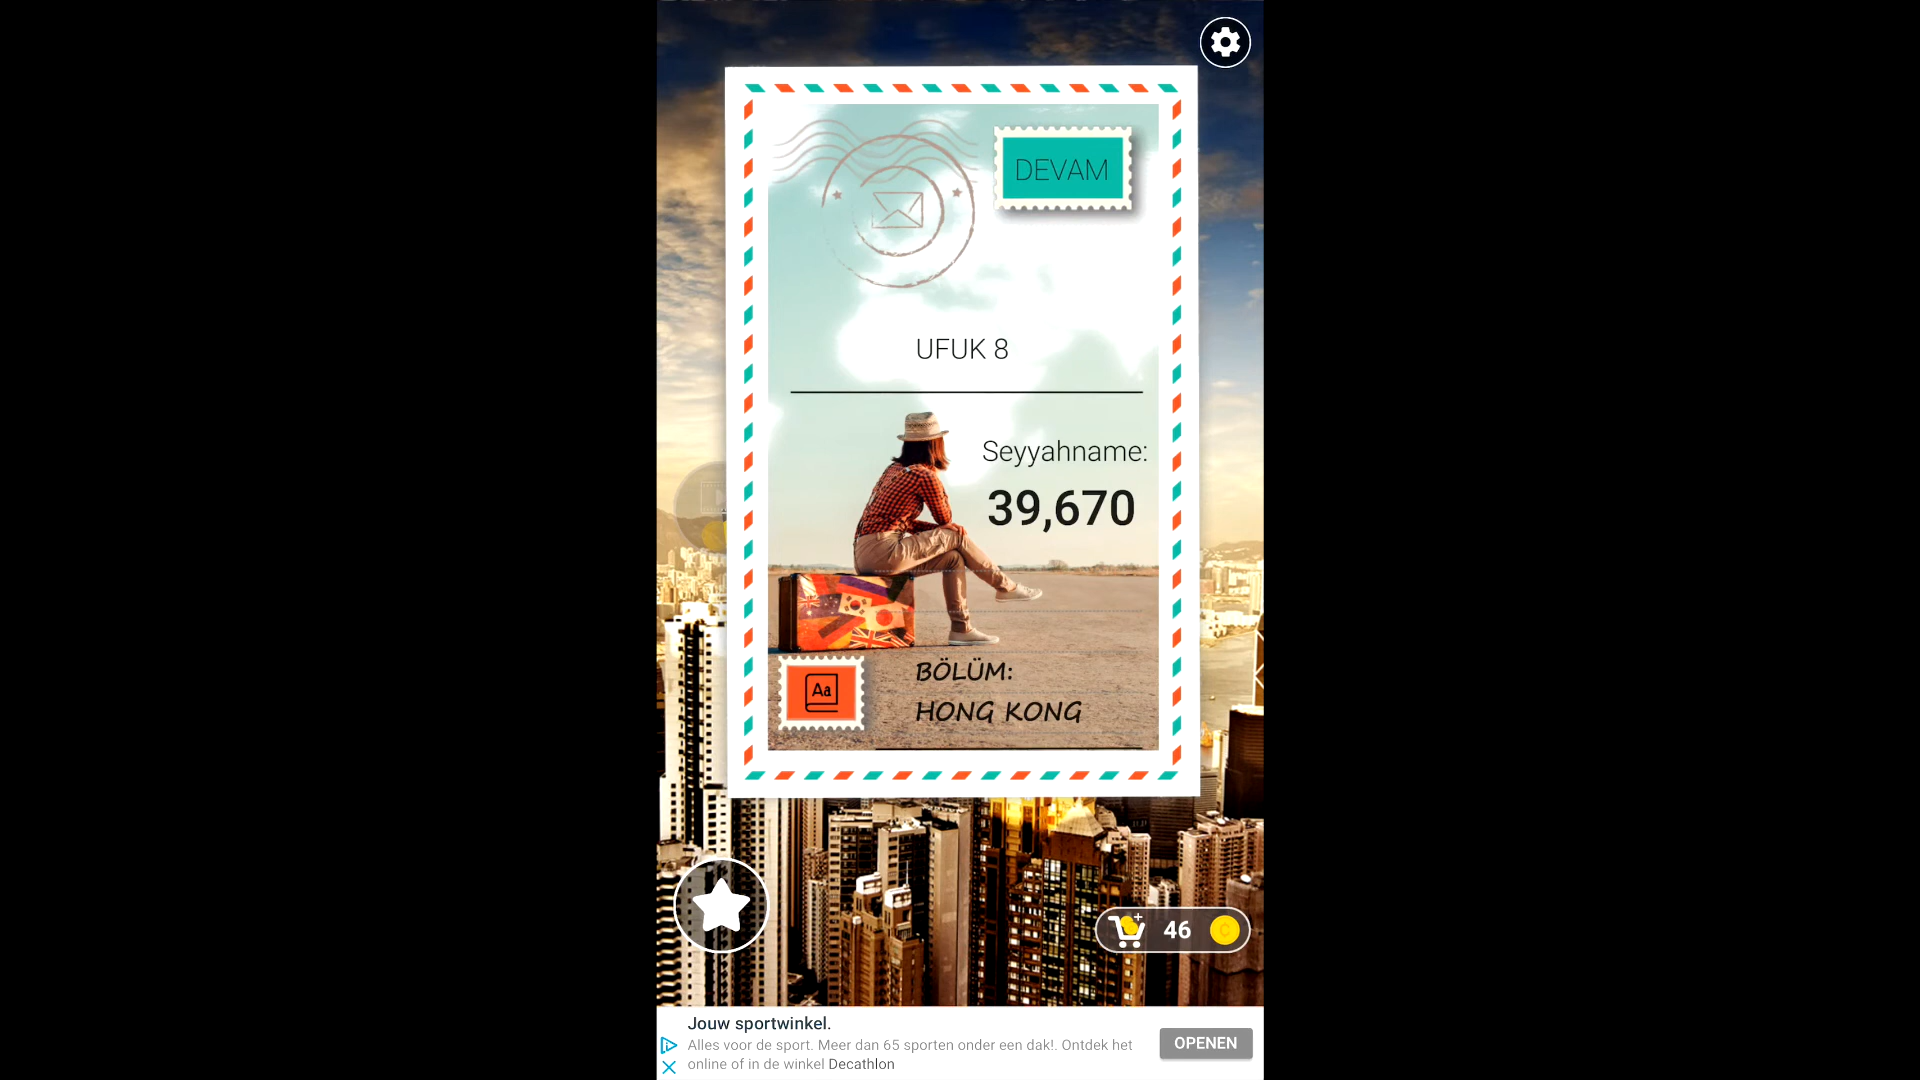 DEVAM
UFUK 8
Seyyahname:
39,670
Aa
BÖLÜM:
HONG KONG
46
Jouw sportwinkel.
Alles voor de sport. Meer dan 65 sporten onder een dak!. Ontdek het
online of in de winkel Decathlon
OPENEN